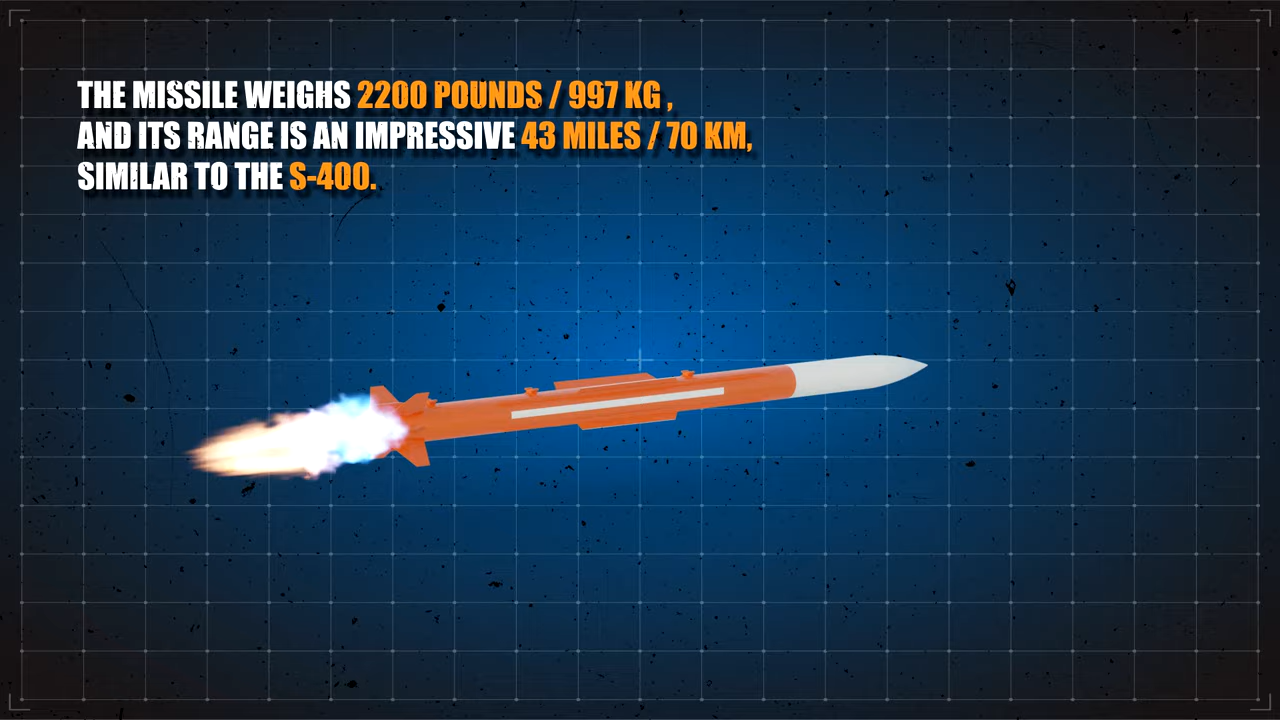 THE MISSILE WEIGHS 2200 POUNDS / 997 KG ,
AND ITS RANGE IS AN IMPRESSIVE 43 MILES / 70 KM,
SIMILAR TO THE S-400.